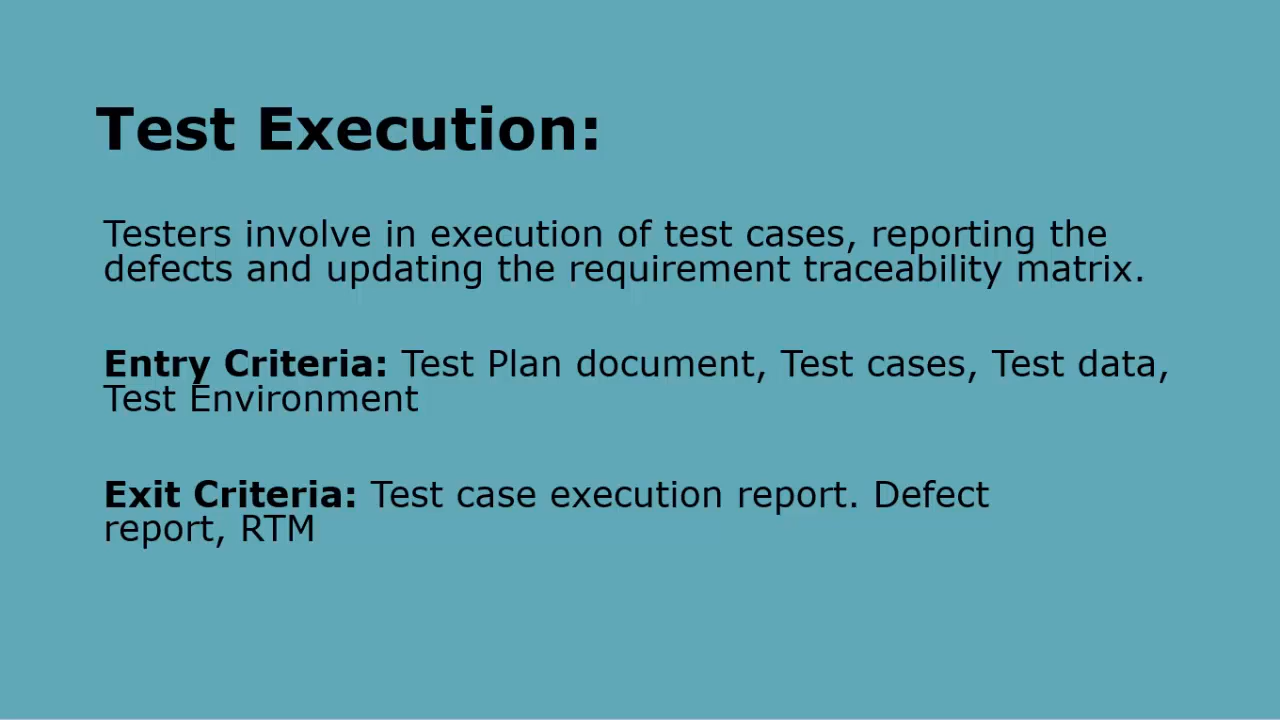 Test Execution:
Testers involve in execution of test cases, reporting the
defects and updating the requirement traceability matrix.
Entry Criteria: Test Plan document, Test cases, Test data,
Test Environment
Exit Criteria: Test case execution report. Defect
report, RTM